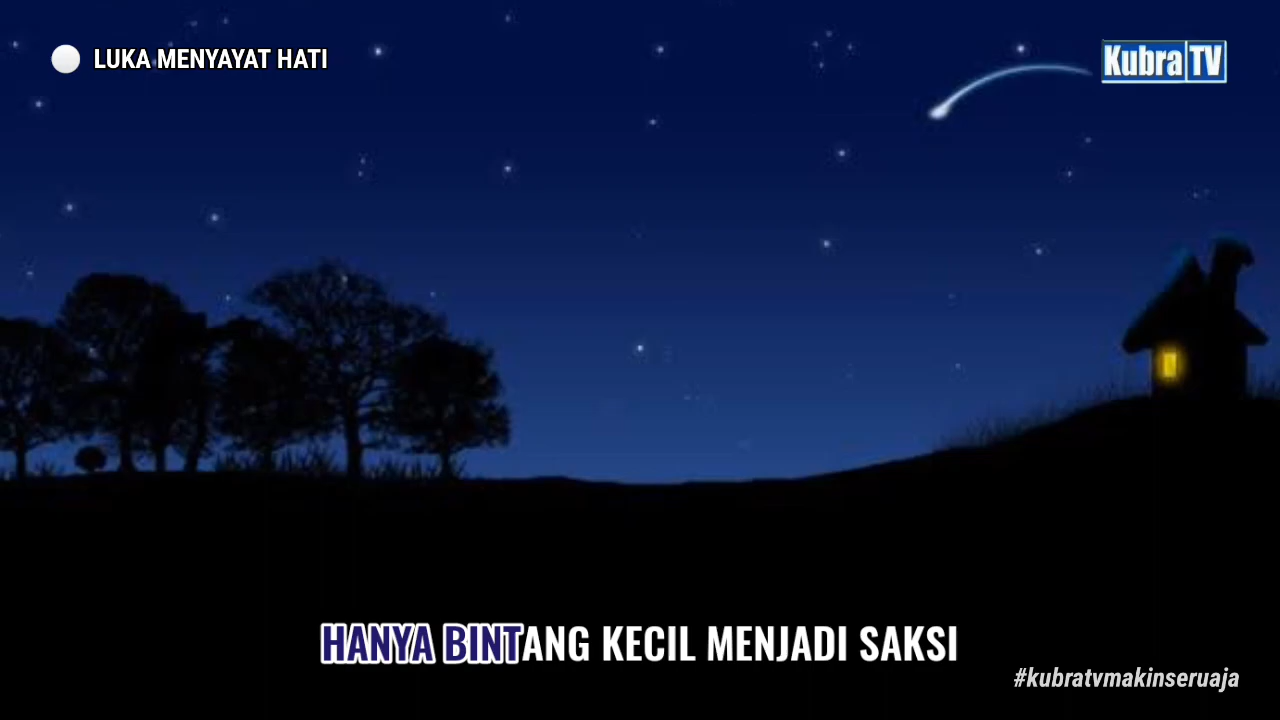 LUKA MENYAYAT HATI
Kubra TV
HANYA BINTANG KECIL MENJADI SAKSI
#kubratvmakinseruaja